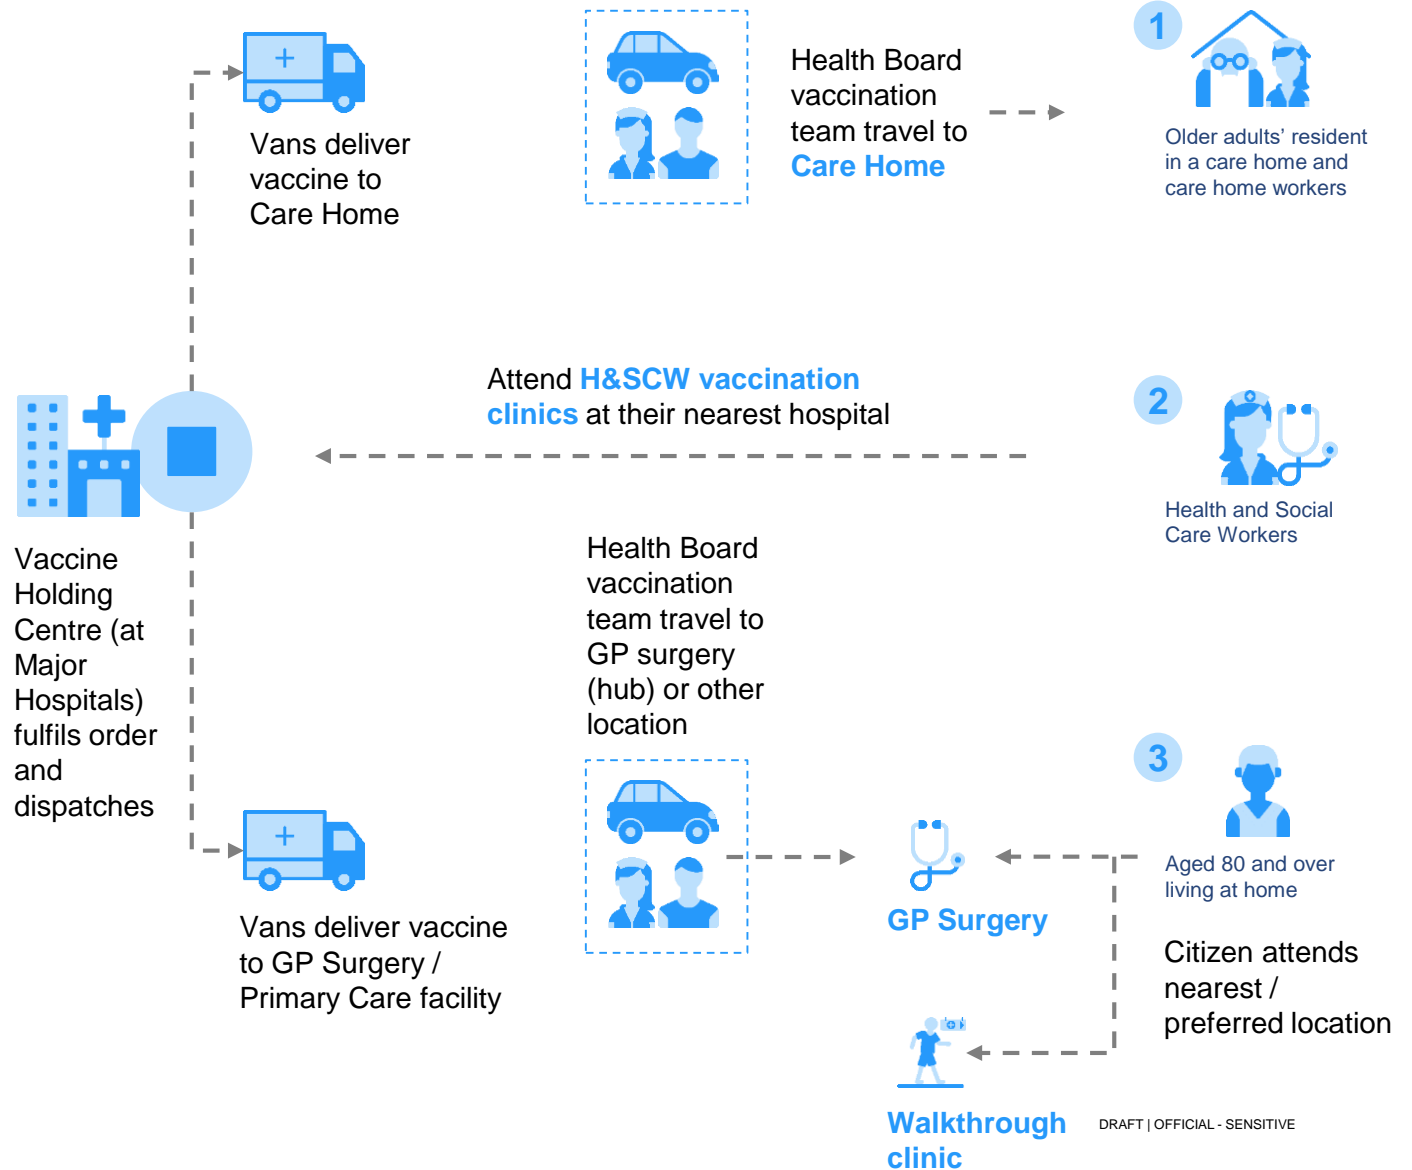 Vans deliver
vaccine to
Care Home
Health Board
vaccination
team travel to
Care Home
1
Older adults’ resident
in a care home and
care home workers
Attend H&SCW vaccination
clinics at their nearest hospital
2
Health and Social
Care Workers
Vaccine
Holding
Centre (at
Major
Hospitals)
fulfils order
and
dispatches
Health Board
vaccination
team travel to
GP surgery
(hub) or other
location
3
Aged 80 and over
living at home
Vans deliver vaccine
to GP Surgery /
Primary Care facility
GP Surgery
Citizen attends
nearest /
preferred location
Walkthrough
clinic
DRAFT | OFFICIAL - SENSITIVE